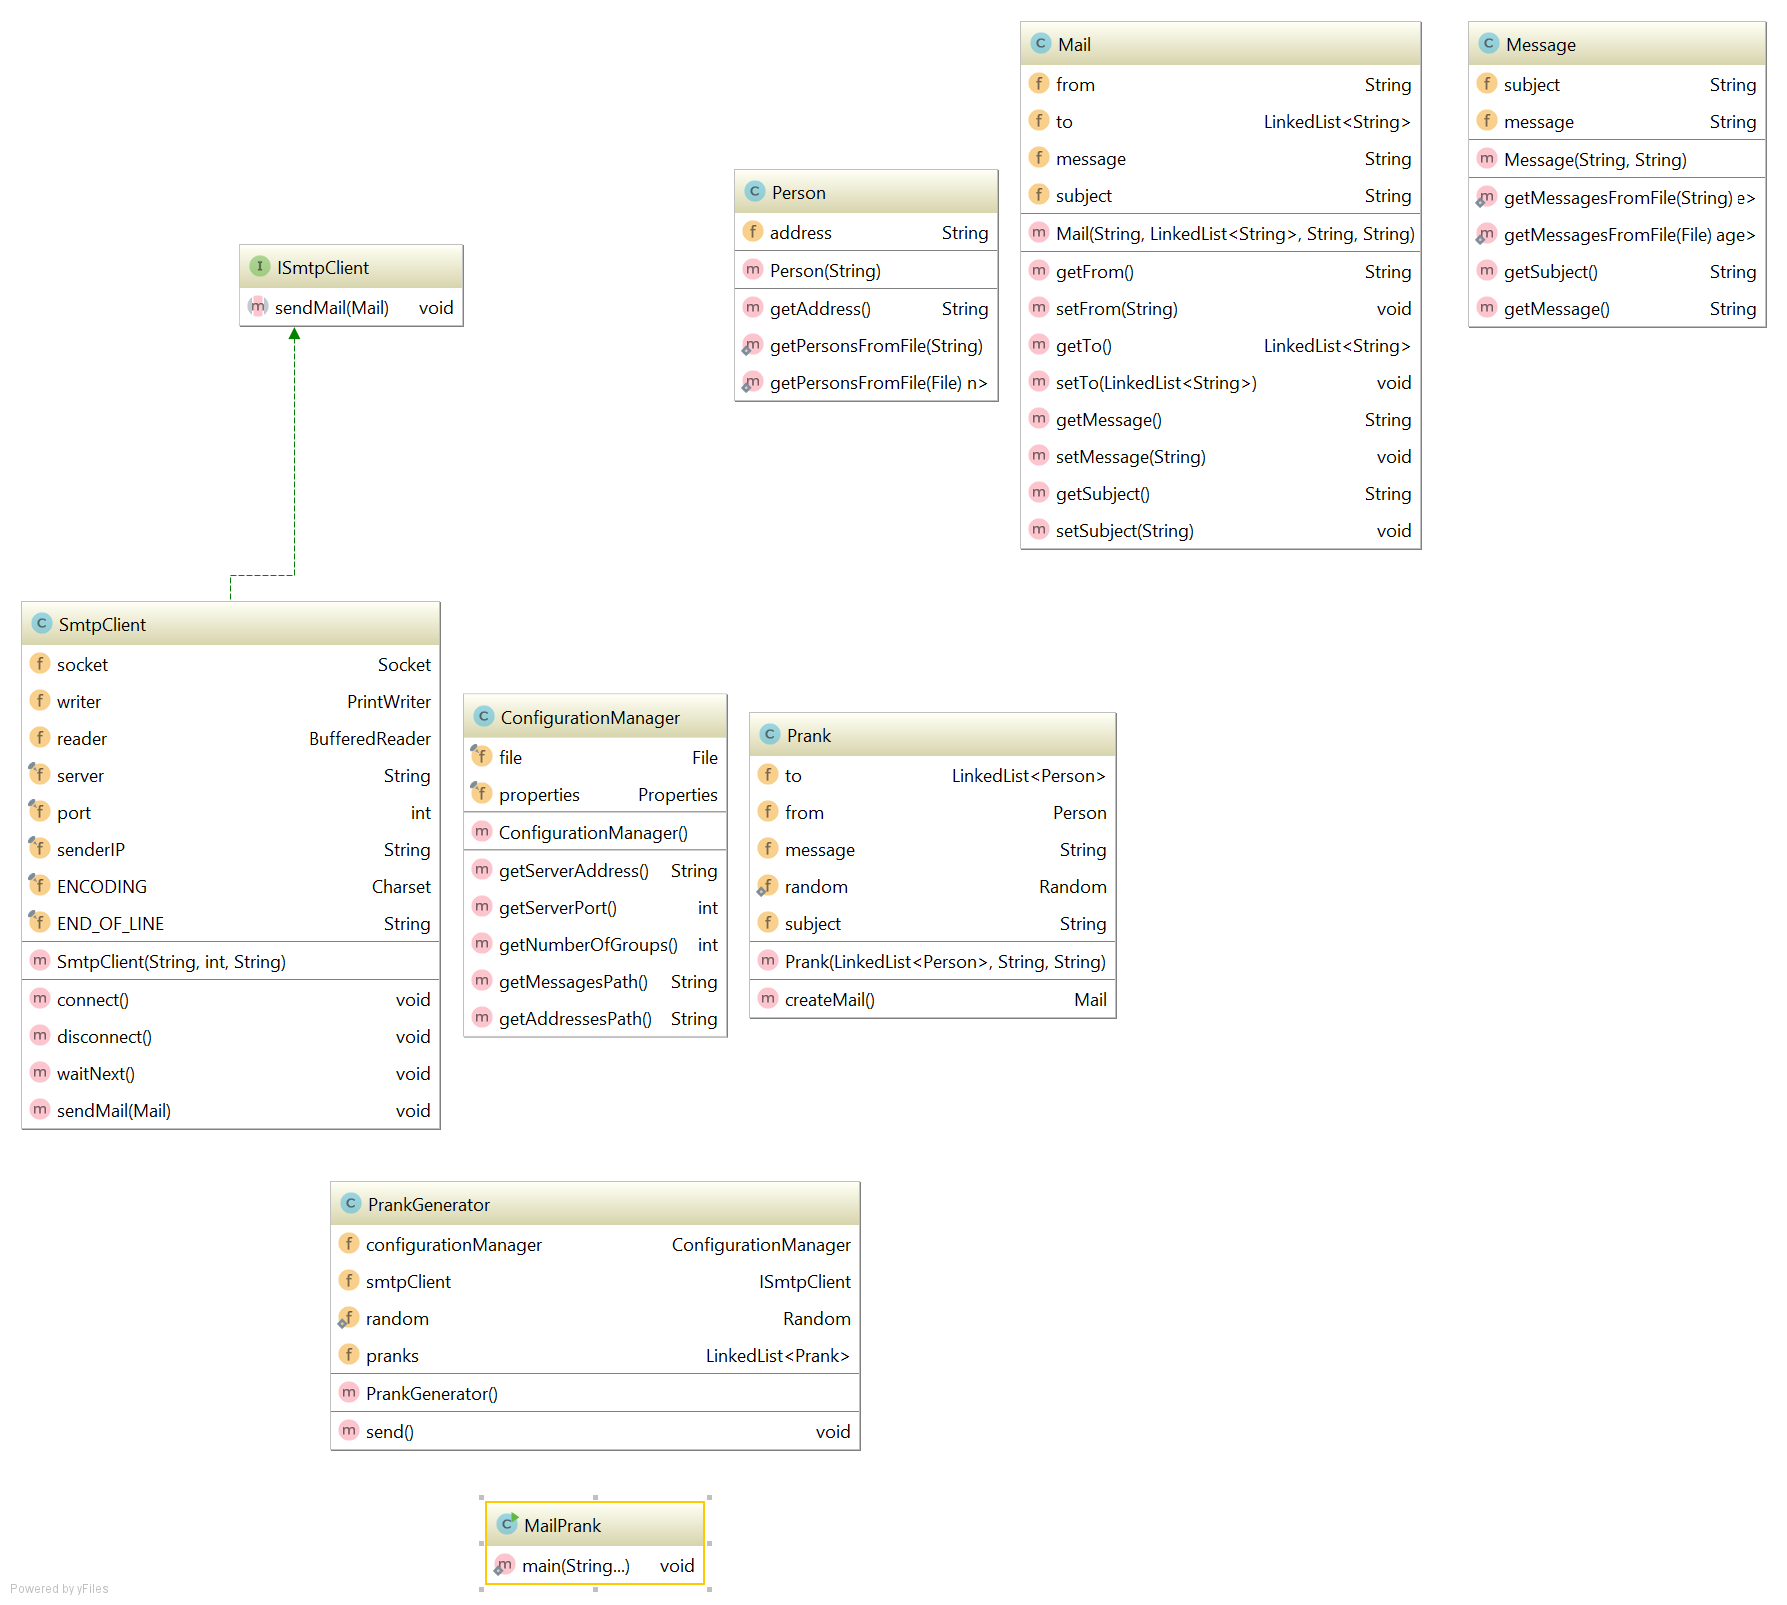 Mail
from String
to LinkedList<String>
message String
subject String
Mail(String, LinkedList<String>, String, String)
getFrom() String
setFrom(String) void
getTo() LinkedList<String>
setTo(LinkedList<String>) void
getMessage() String
setMessage(String) void
getSubject() String
setSubject(String) void
Message
subject String
message String
Message(String, String)
getMessagesFromFile(String) e>
getMessagesFromFile(File) age>
getSubject() String
getMessage() String
Person
address String
Person(String)
getAddress() String
getPersonsFromFile(String)
getPersonsFromFile(File) n>
ISmtpClient
sendMail(Mail) void
SmtpClient
socket Socket
writer PrintWriter
reader BufferedReader
server String
port int
senderIP String
ENCODING Charset
END_OF_LINE String
SmtpClient(String, int, String)
connect() void
disconnect() void
waitNext() void
sendMail(Mail) void
ConfigurationManager
file File
properties Properties
ConfigurationManager()
getServerAddress() String
getServerPort() int
getNumberOfGroups() int
getMessagesPath() String
getAddressesPath() String
Prank
to LinkedList<Person>
from Person
message String
random Random
subject String
Prank(LinkedList<Person>, String, String)
createMail() Mail
PrankGenerator
configurationManager ConfigurationManager
smtpClient ISmtpClient
random Random
pranks LinkedList<Prank>
PrankGenerator()
send() void
MailPrank
main(String...) void
Powered by yFiles